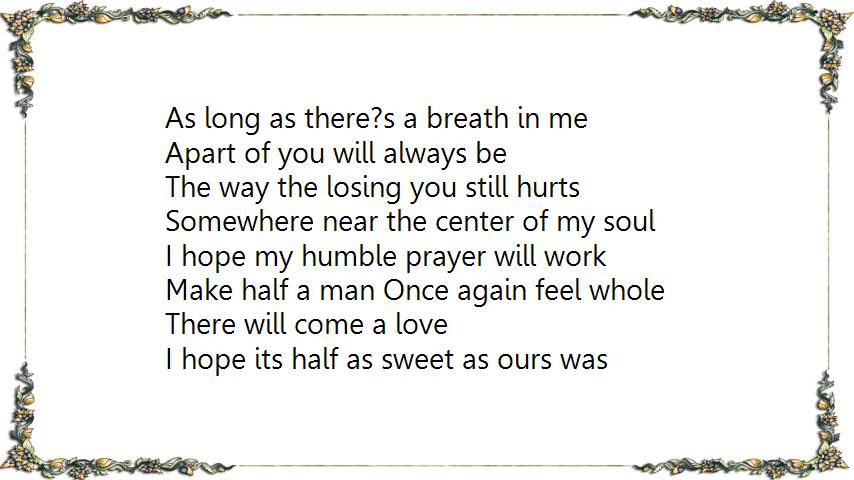 As long as there?s a breath in me
Apart of you will always be
The way the losing you still hurts
Somewhere near the center of my soul
I hope my humble prayer will work
Make half a man Once again feel whole
There will come a love
I hope its half as sweet as ours was